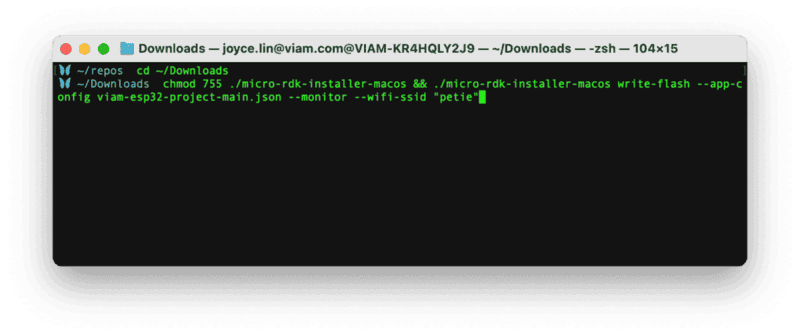 Downloads — joyce.lin@viam.com@VIAM-KR4HQLY2J9 — ~/Downloads — -zsh — 104×15
~/repos cd ~/Downloads
~/Downloads chmod 755 ./micro-rdk-installer-macos && ./micro-rdk-installer-macos write-flash --app-c
onfig viam-esp32-project-main.json --monitor --wifi-ssid "petie"